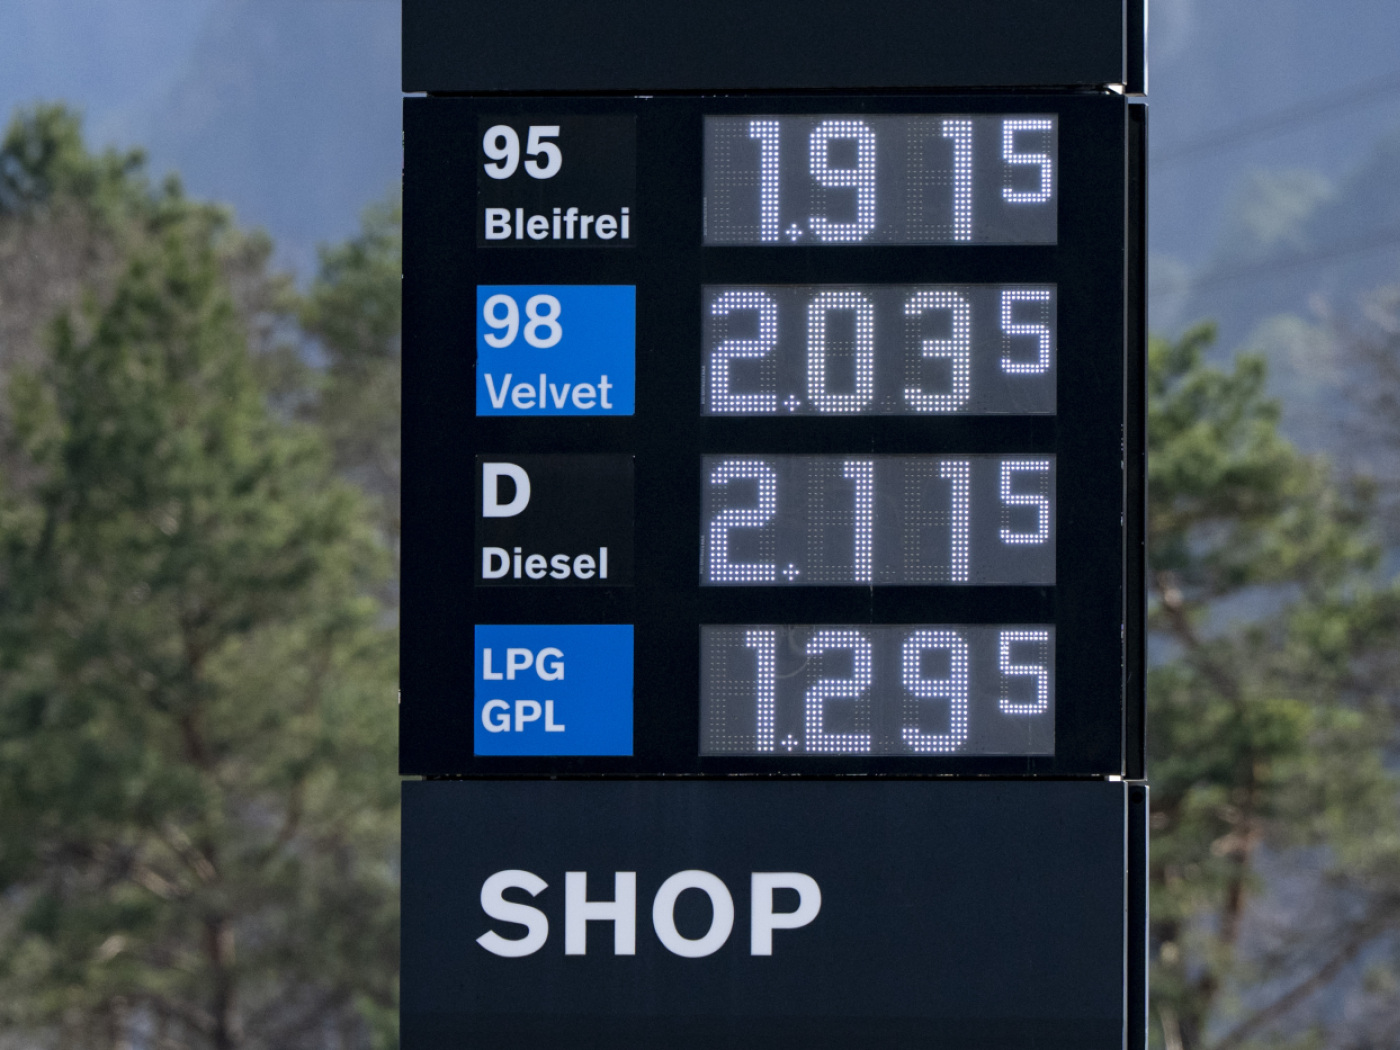 95 1.915
Bleifrei
98 2.035
Velvet
D 2.115
Diesel
LPG 1.295
GPL
SHOP